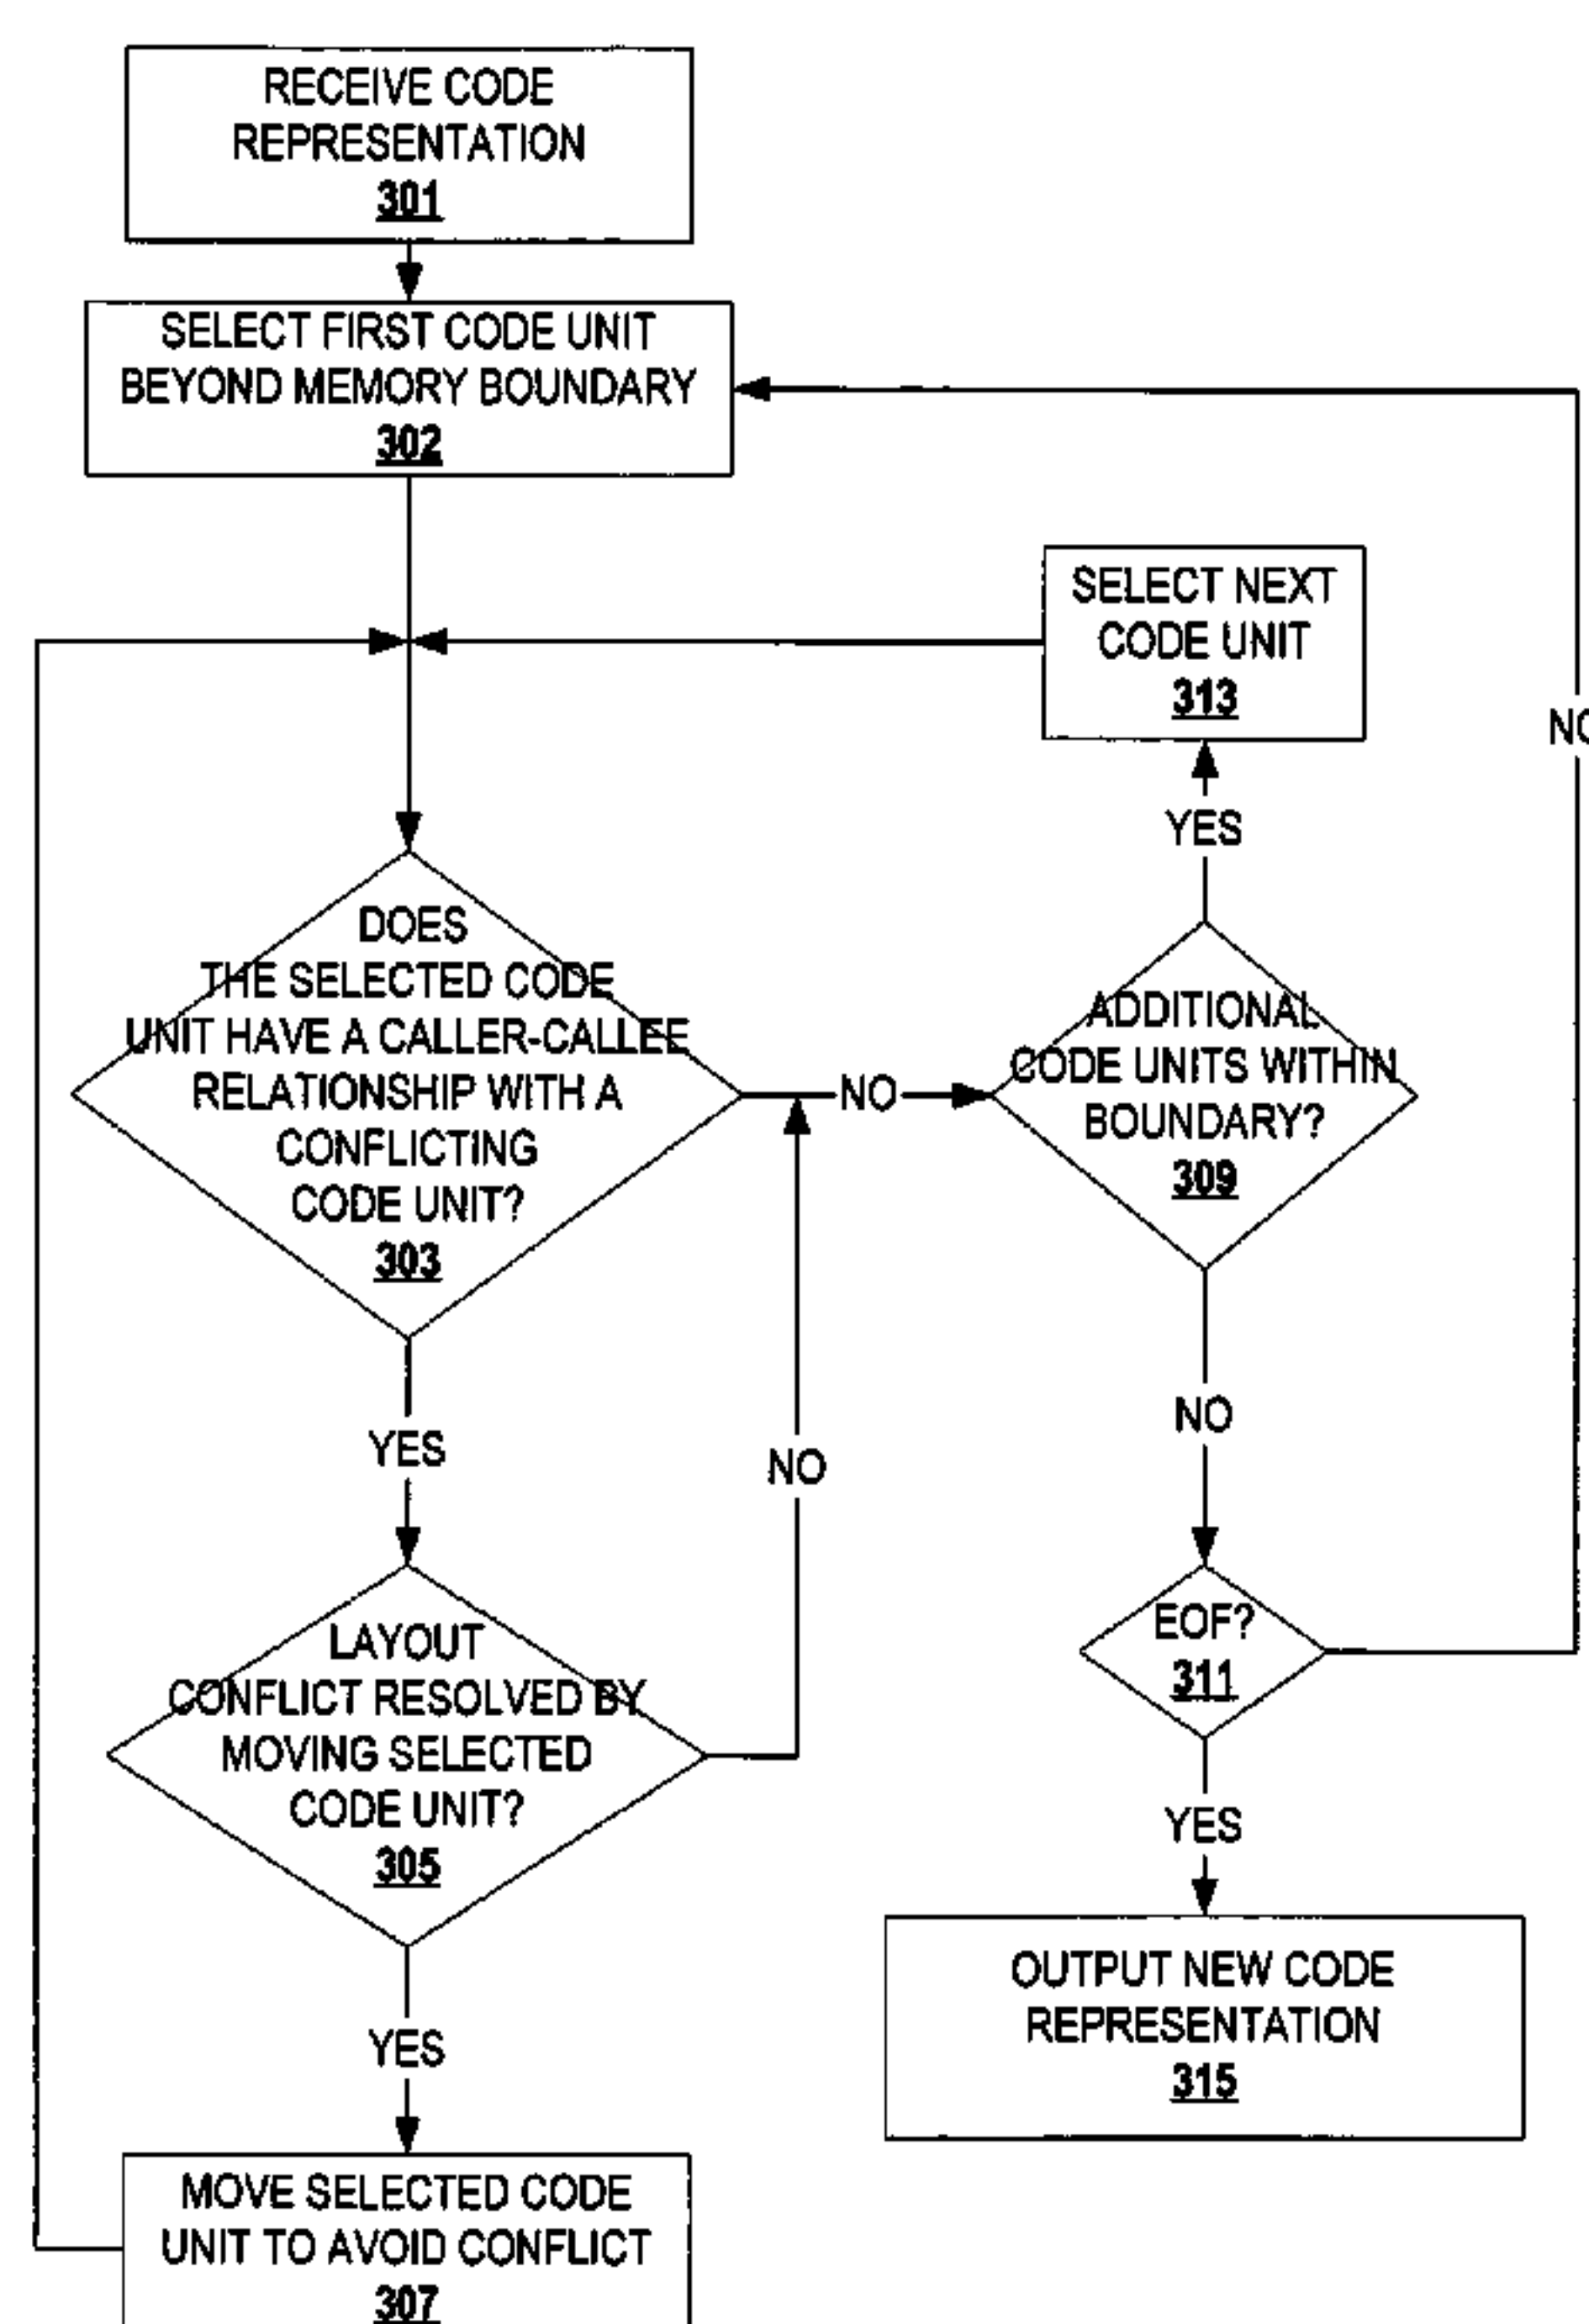 RECEIVE CODE
REPRESENTATION
301
SELECT FIRST CODE UNIT
BEYOND MEMORY BOUNDARY
302
SELECT NEXT
CODE UNIT
313
NO
YES
DOES
THE SELECTED CODE
UNIT HAVE A CALLER-CALLEE
RELATIONSHIP WITH A
CONFLICTING
CODE UNIT?
303
NO
ADDITIONAL
CODE UNITS WITHIN
BOUNDARY?
309
YES
NO
NO
LAYOUT
CONFLICT RESOLVED BY
MOVING SELECTED
CODE UNIT?
305
EOF?
311
YES
YES
OUTPUT NEW CODE
REPRESENTATION
315
MOVE SELECTED CODE
UNIT TO AVOID CONFLICT
307